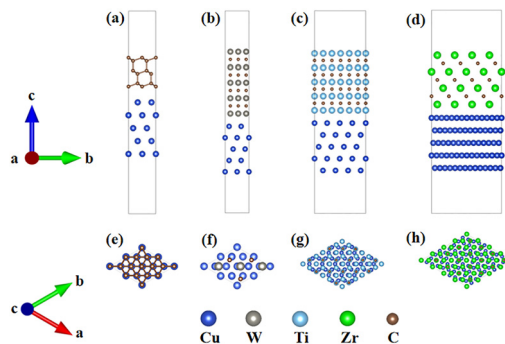 (a) (b) (c) (d)
c
a b
(e) (f) (g) (h)
b
c
a
Cu W Ti Zr C